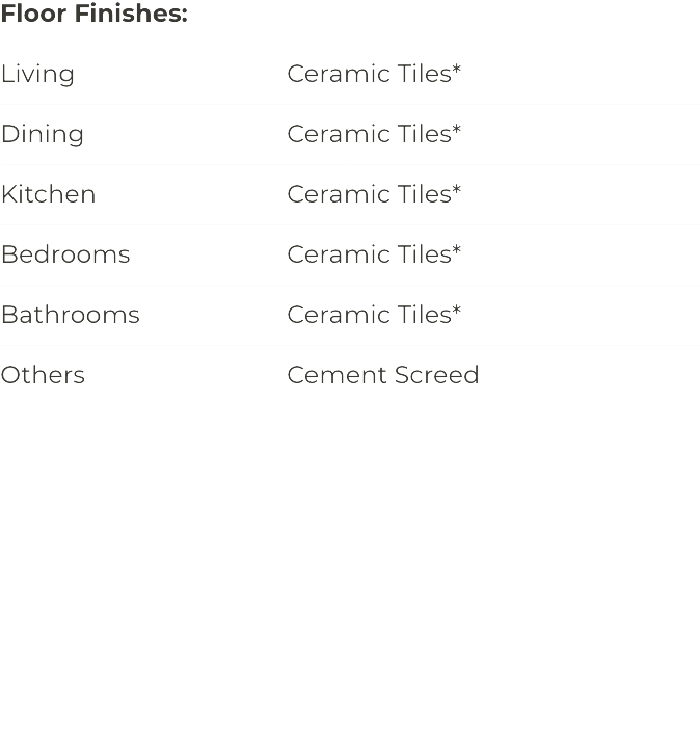 Floor Finishes:
Living Ceramic Tiles*
Dining Ceramic Tiles*
Kitchen Ceramic Tiles*
Bedrooms Ceramic Tiles*
Bathrooms Ceramic Tiles*
Others Cement Screed